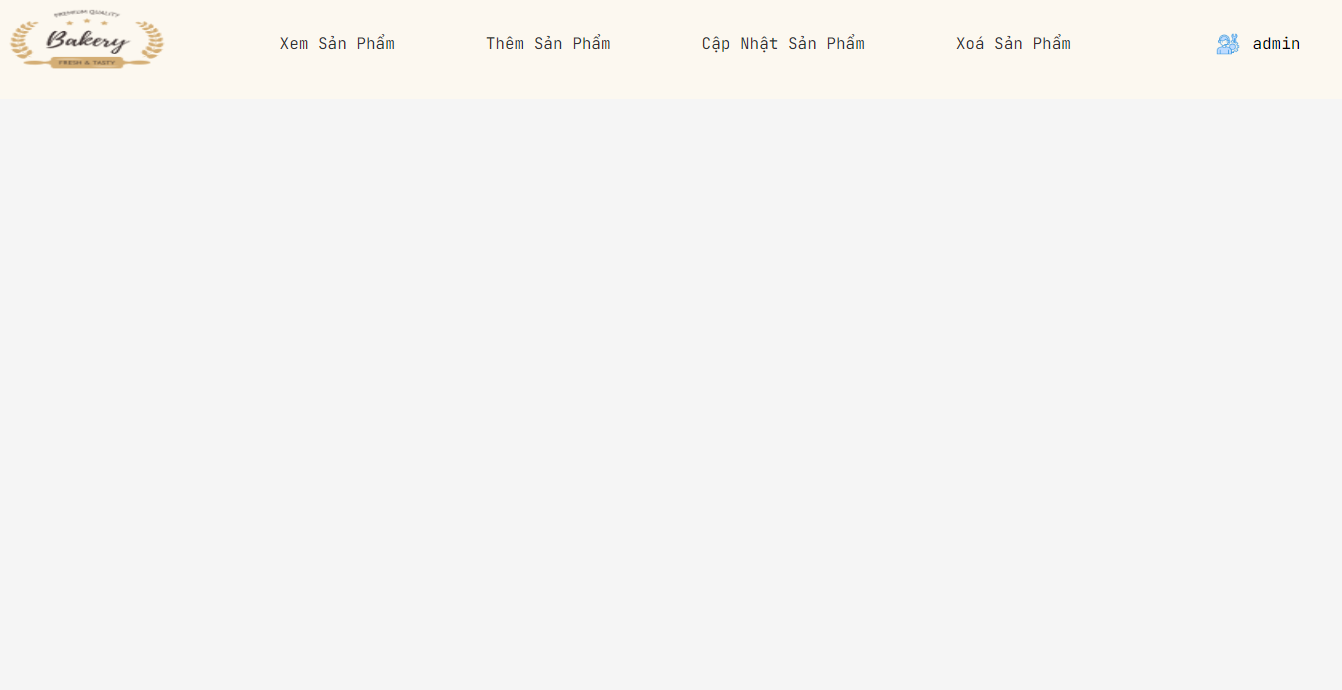 PREMIUM QUALITY
Bakery
FRESH & TASTY
Xem Sản Phẩm
Thêm Sản Phẩm
Cập Nhật Sản Phẩm
Xoá Sản Phẩm
admin